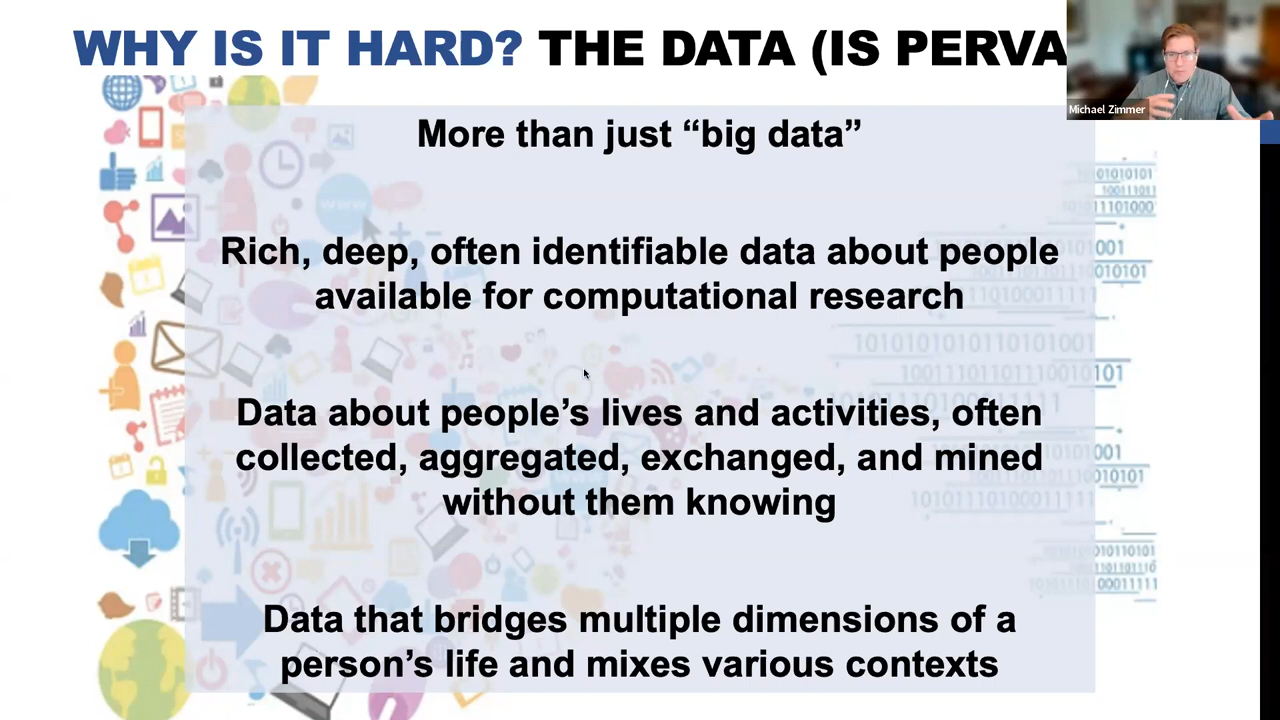 WHY IS IT HARD? THE DATA (IS PERVA
Michael Zimmer
More than just “big data”
Rich, deep, often identifiable data about people
available for computational research
Data about people’s lives and activities, often
collected, aggregated, exchanged, and mined
without them knowing
Data that bridges multiple dimensions of a
person’s life and mixes various contexts